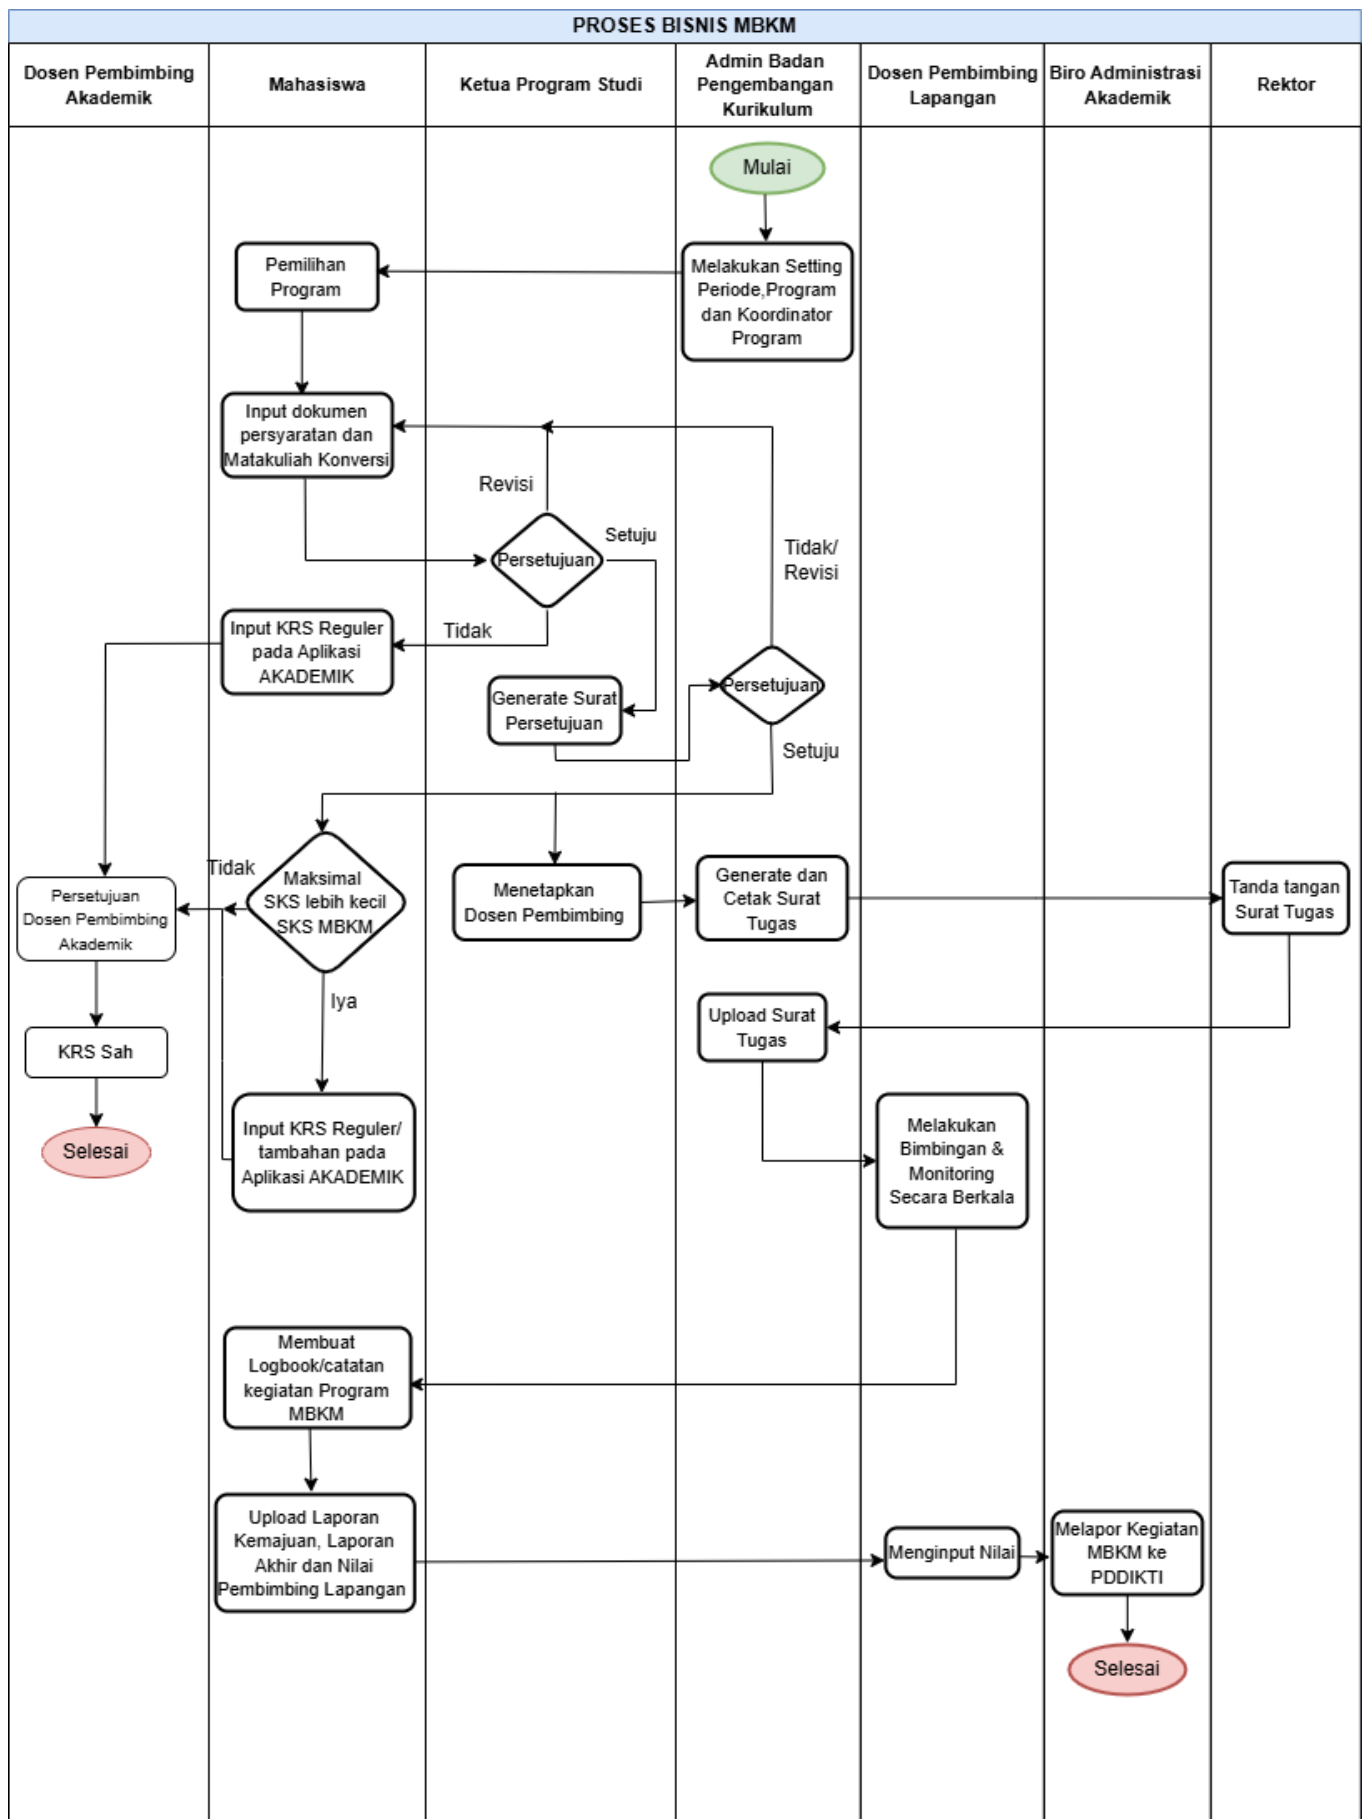 PROSES BISNIS MBKM
Dosen Pembimbing
Akademik
Mahasiswa
Ketua Program Studi
Admin Badan
Pengembangan
Kurikulum
Dosen Pembimbing
Lapangan
Biro Administrasi
Akademik
Rektor
Mulai
Melakukan Setting
Periode,Program
dan Koordinator
Program
Pemilihan
Program
Input dokumen
persyaratan dan
Matakuliah Konversi
Revisi
Setuju
Persetujuan
Tidak/
Revisi
Tidak
Input KRS Reguler
pada Aplikasi
AKADEMIK
Generate Surat
Persetujuan
Persetujuan
Setuju
Tidak
Maksimal
SKS lebih kecil
SKS MBKM
Iya
Persetujuan
Dosen Pembimbing
Akademik
Menetapkan
Dosen Pembimbing
Generate dan
Cetak Surat
Tugas
Tanda tangan
Surat Tugas
Upload Surat
Tugas
KRS Sah
Selesai
Input KRS Reguler/
tambahan pada
Aplikasi AKADEMIK
Melakukan
Bimbingan &
Monitoring
Secara Berkala
Membuat
Logbook/catatan
kegiatan Program
MBKM
Upload Laporan
Kemajuan, Laporan
Akhir dan Nilai
Pembimbing Lapangan
Menginput Nilai
Melapor Kegiatan
MBKM ke
PDDIKTI
Selesai